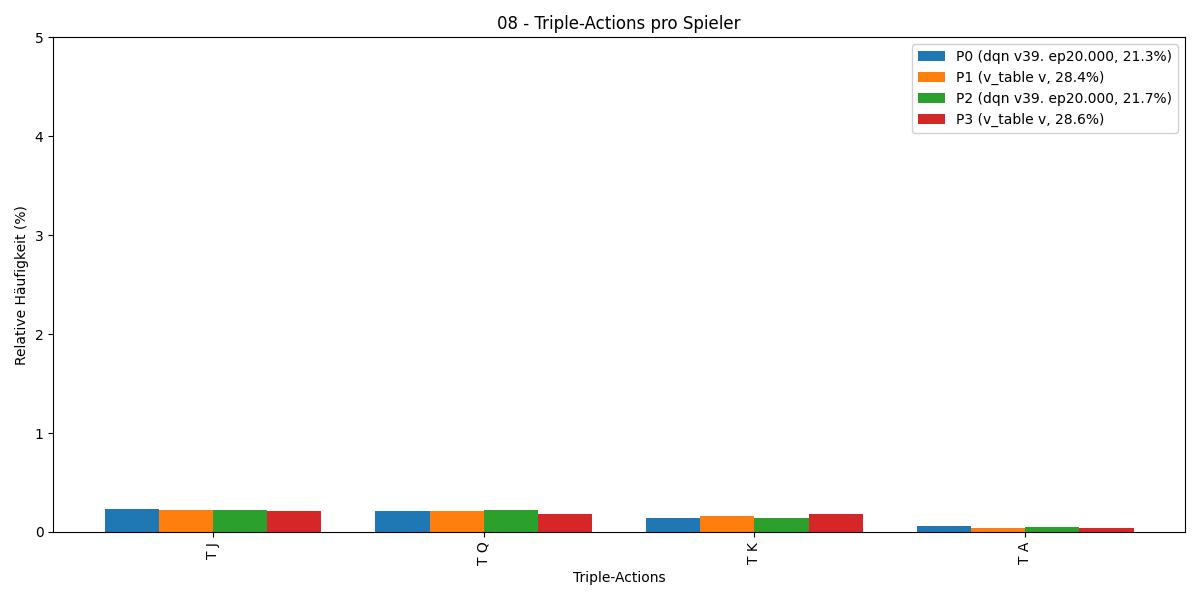 08 - Triple-Actions pro Spieler
P0 (dqn v39. ep20.000, 21.3%)
P1 (v_table v, 28.4%)
P2 (dqn v39. ep20.000, 21.7%)
P3 (v_table v, 28.6%)
Relative Häufigkeit (%)
5
4
3
2
1
0
T J
T Q
T K
T A
Triple-Actions